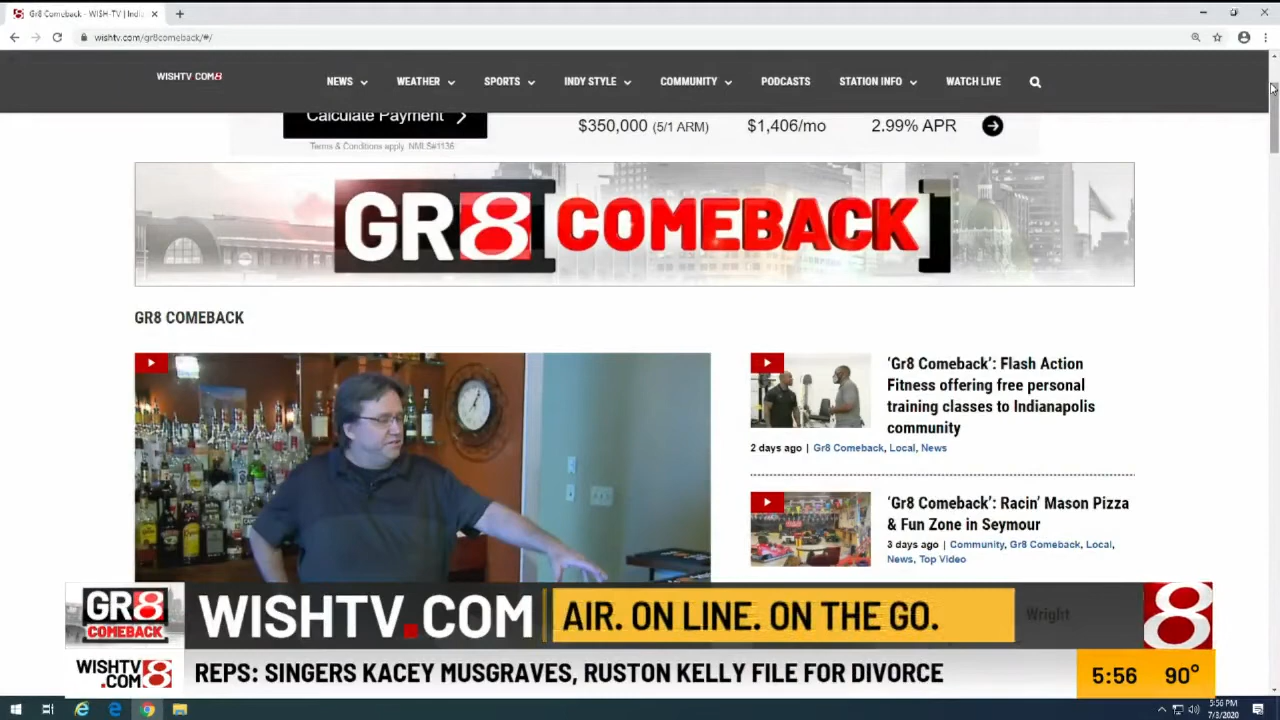 Gr8 Comeback - WISH-TV | India
wishtv.com/gr8comeback/#/
WISHTV.COM8
NEWS
WEATHER
SPORTS
INDY STYLE
COMMUNITY
PODCASTS
STATION INFO
WATCH LIVE
Calculate Payment
$350,000 (5/1 ARM) $1,406/mo 2.99% APR
Terms & Conditions apply. NMLS#1136
GR8 COMEBACK
GR8 COMEBACK
‘Gr8 Comeback’: Flash Action
Fitness offering free personal
training classes to Indianapolis
community
2 days ago | Gr8 Comeback, Local, News
‘Gr8 Comeback’: Racin’ Mason Pizza
& Fun Zone in Seymour
3 days ago | Community, Gr8 Comeback, Local,
News, Top Video
GR8
COMEBACK
WISHTV.COM
AIR. ON LINE. ON THE GO.
Wright
8
WISHTV
.COM 8
REPS: SINGERS KACEY MUSGRAVES, RUSTON KELLY FILE FOR DIVORCE
5:56 90°
5:56 PM
7/3/2020